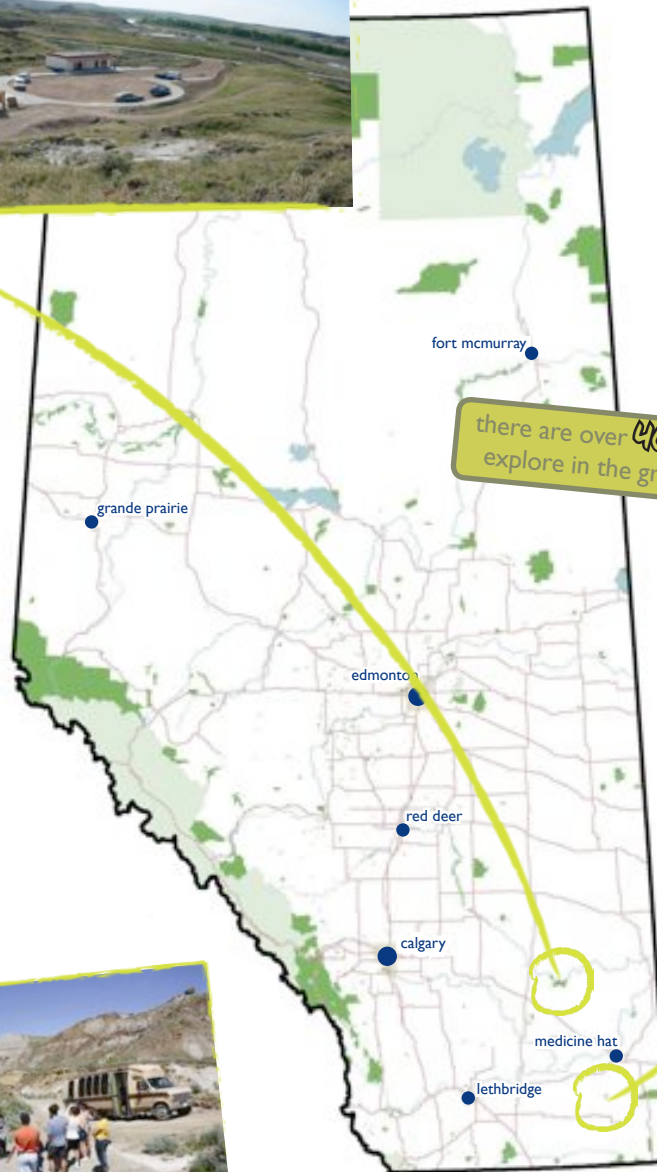 fort mcmurray
there are over
explore in the
grande prairie
edmonton
red deer
calgary
medicine hat
lethbridge